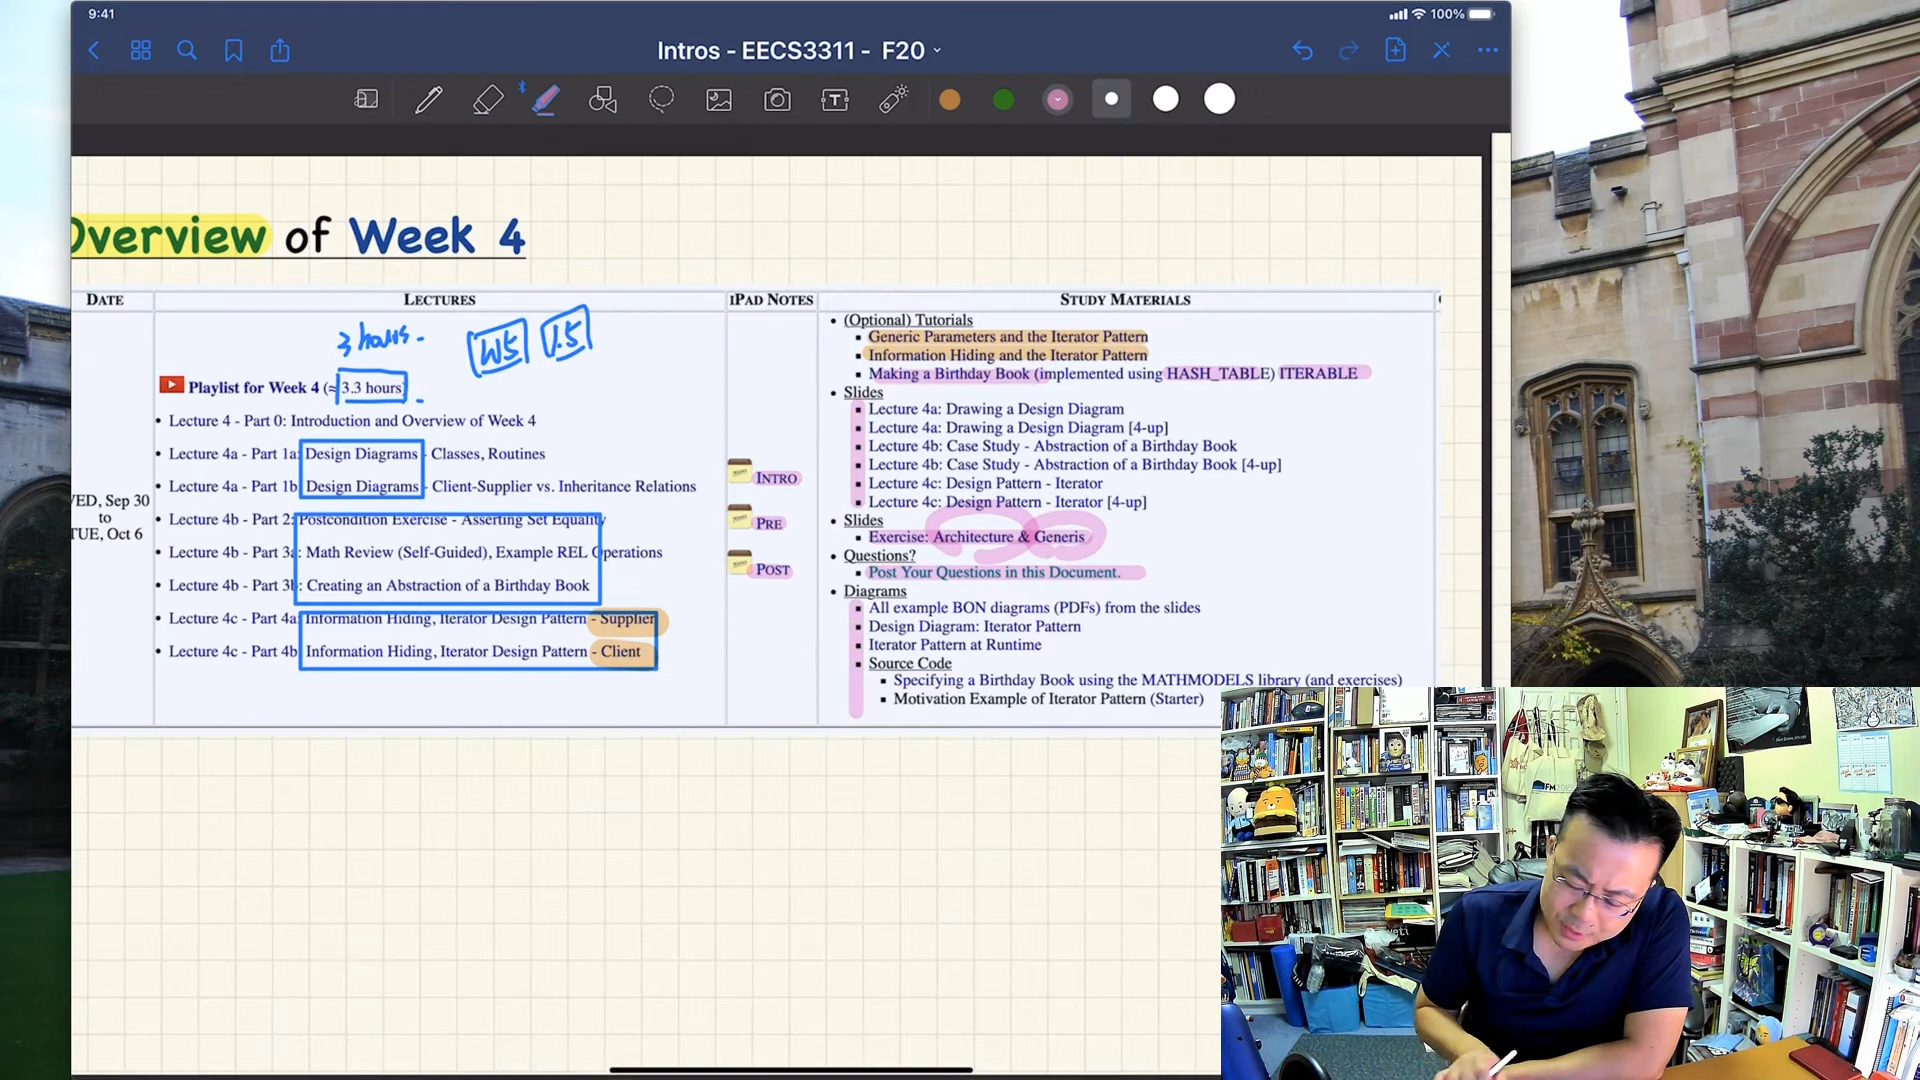 9:41
100%
Intros - EECS3311 - F20
Overview of Week 4
DATE
LECTURES
IPAD NOTES
STUDY MATERIALS
WED, Sep 30
to
TUE, Oct 6
3 hours.
W5 1.5
Playlist for Week 4 (≈ 3.3 hours)
• Lecture 4 - Part 0: Introduction and Overview of Week 4
• Lecture 4a - Part 1a: Design Diagrams - Classes, Routines
• Lecture 4a - Part 1b: Design Diagrams - Client-Supplier vs. Inheritance Relations
• Lecture 4b - Part 2: Postcondition Exercise - Asserting Set Equality
• Lecture 4b - Part 3a: Math Review (Self-Guided), Example REL Operations
• Lecture 4b - Part 3b: Creating an Abstraction of a Birthday Book
• Lecture 4c - Part 4a: Information Hiding, Iterator Design Pattern - Supplier
• Lecture 4c - Part 4b: Information Hiding, Iterator Design Pattern - Client
INTRO
PRE
POST
• (Optional) Tutorials
▪ Generic Parameters and the Iterator Pattern
▪ Information Hiding and the Iterator Pattern
▪ Making a Birthday Book (implemented using HASH_TABLE) ITERABLE
• Slides
▪ Lecture 4a: Drawing a Design Diagram
▪ Lecture 4a: Drawing a Design Diagram [4-up]
▪ Lecture 4b: Case Study - Abstraction of a Birthday Book
▪ Lecture 4b: Case Study - Abstraction of a Birthday Book [4-up]
▪ Lecture 4c: Design Pattern - Iterator
▪ Lecture 4c: Design Pattern - Iterator [4-up]
• Slides
▪ Exercise: Architecture & Generis
• Questions?
▪ Post Your Questions in this Document.
• Diagrams
▪ All example BON diagrams (PDFs) from the slides
▪ Design Diagram: Iterator Pattern
▪ Iterator Pattern at Runtime
▪ Source Code
▪ Specifying a Birthday Book using the MATHMODELS library (and exercises)
▪ Motivation Example of Iterator Pattern (Starter)